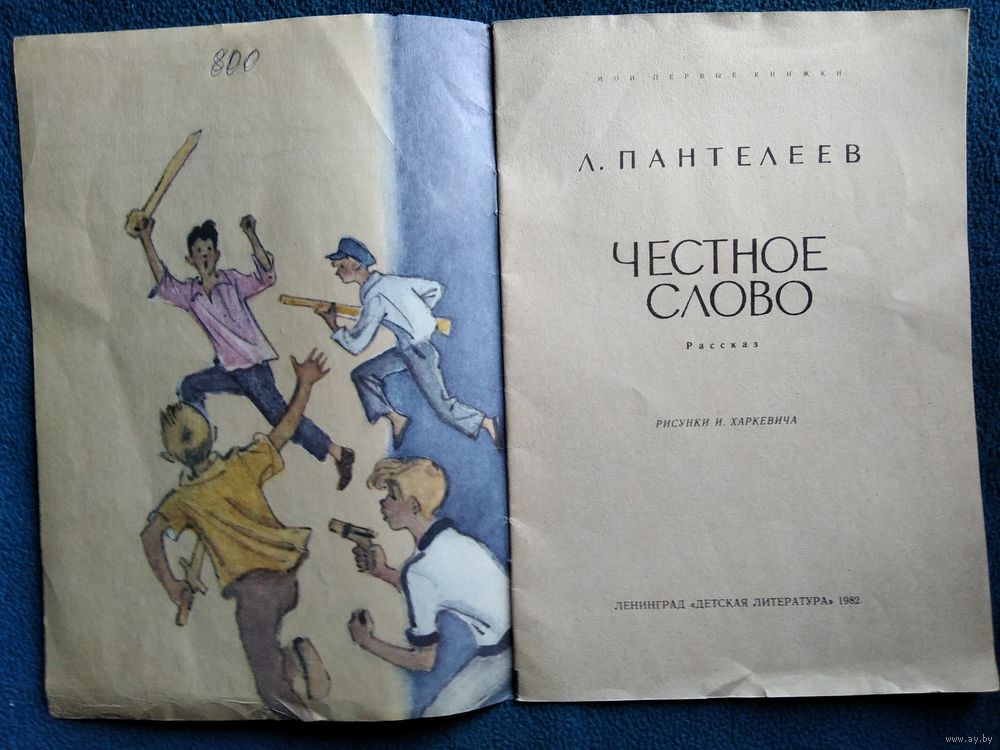 800
МОИ ПЕРВЫЕ КНИЖКИ
Л. ПАНТЕЛЕЕВ
ЧЕСТНОЕ
СЛОВО
Рассказ
РИСУНКИ И. ХАРКЕВИЧА
ЛЕНИНГРАД «ДЕТСКАЯ ЛИТЕРАТУРА» 1982
www.ay.by